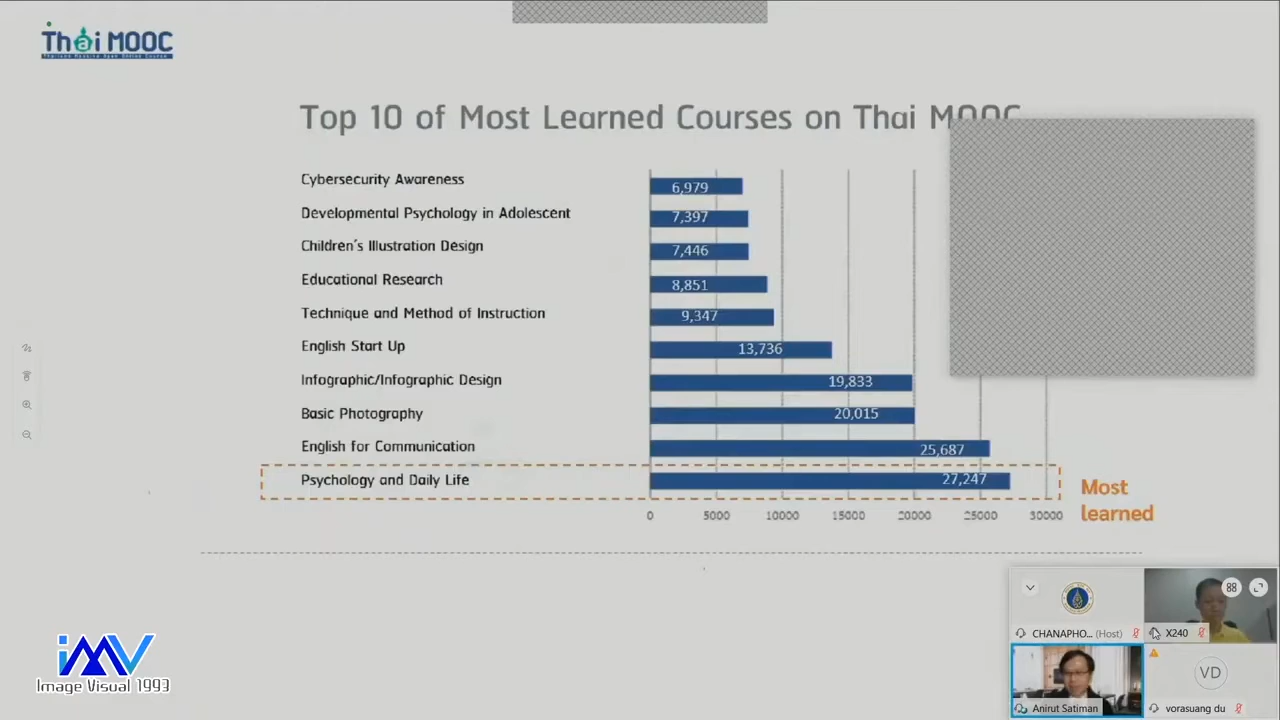 Thai MOOC
Top 10 of Most Learned Courses on Thai MOOC
Cybersecurity Awareness 6,979
Developmental Psychology in Adolescent 7,397
Children's Illustration Design 7,446
Educational Research 8,851
Technique and Method of Instruction 9,347
English Start Up 13,736
Infographic/Infographic Design 19,833
Basic Photography 20,015
English for Communication 25,687
Psychology and Daily Life 27,247
0 5000 10000 15000 20000 25000 30000
Most
learned
88
CHANAPHO... (Host)
X240
VD
Anirut Satiman
vorasuang du
imv
Image Visual 1993